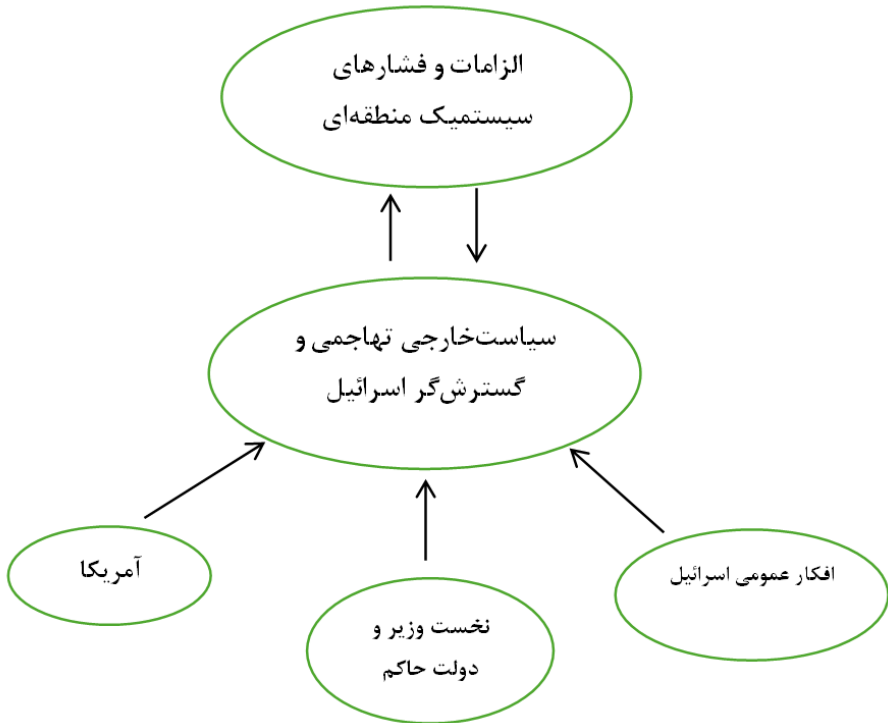 الزامات و فشارهای
سیستمیک منطقه‌ای
سیاست‌خارجی تهاجمی و
گسترش‌گر اسرائیل
افکار عمومی اسرائیل
نخست وزیر و
دولت حاکم
آمریکا